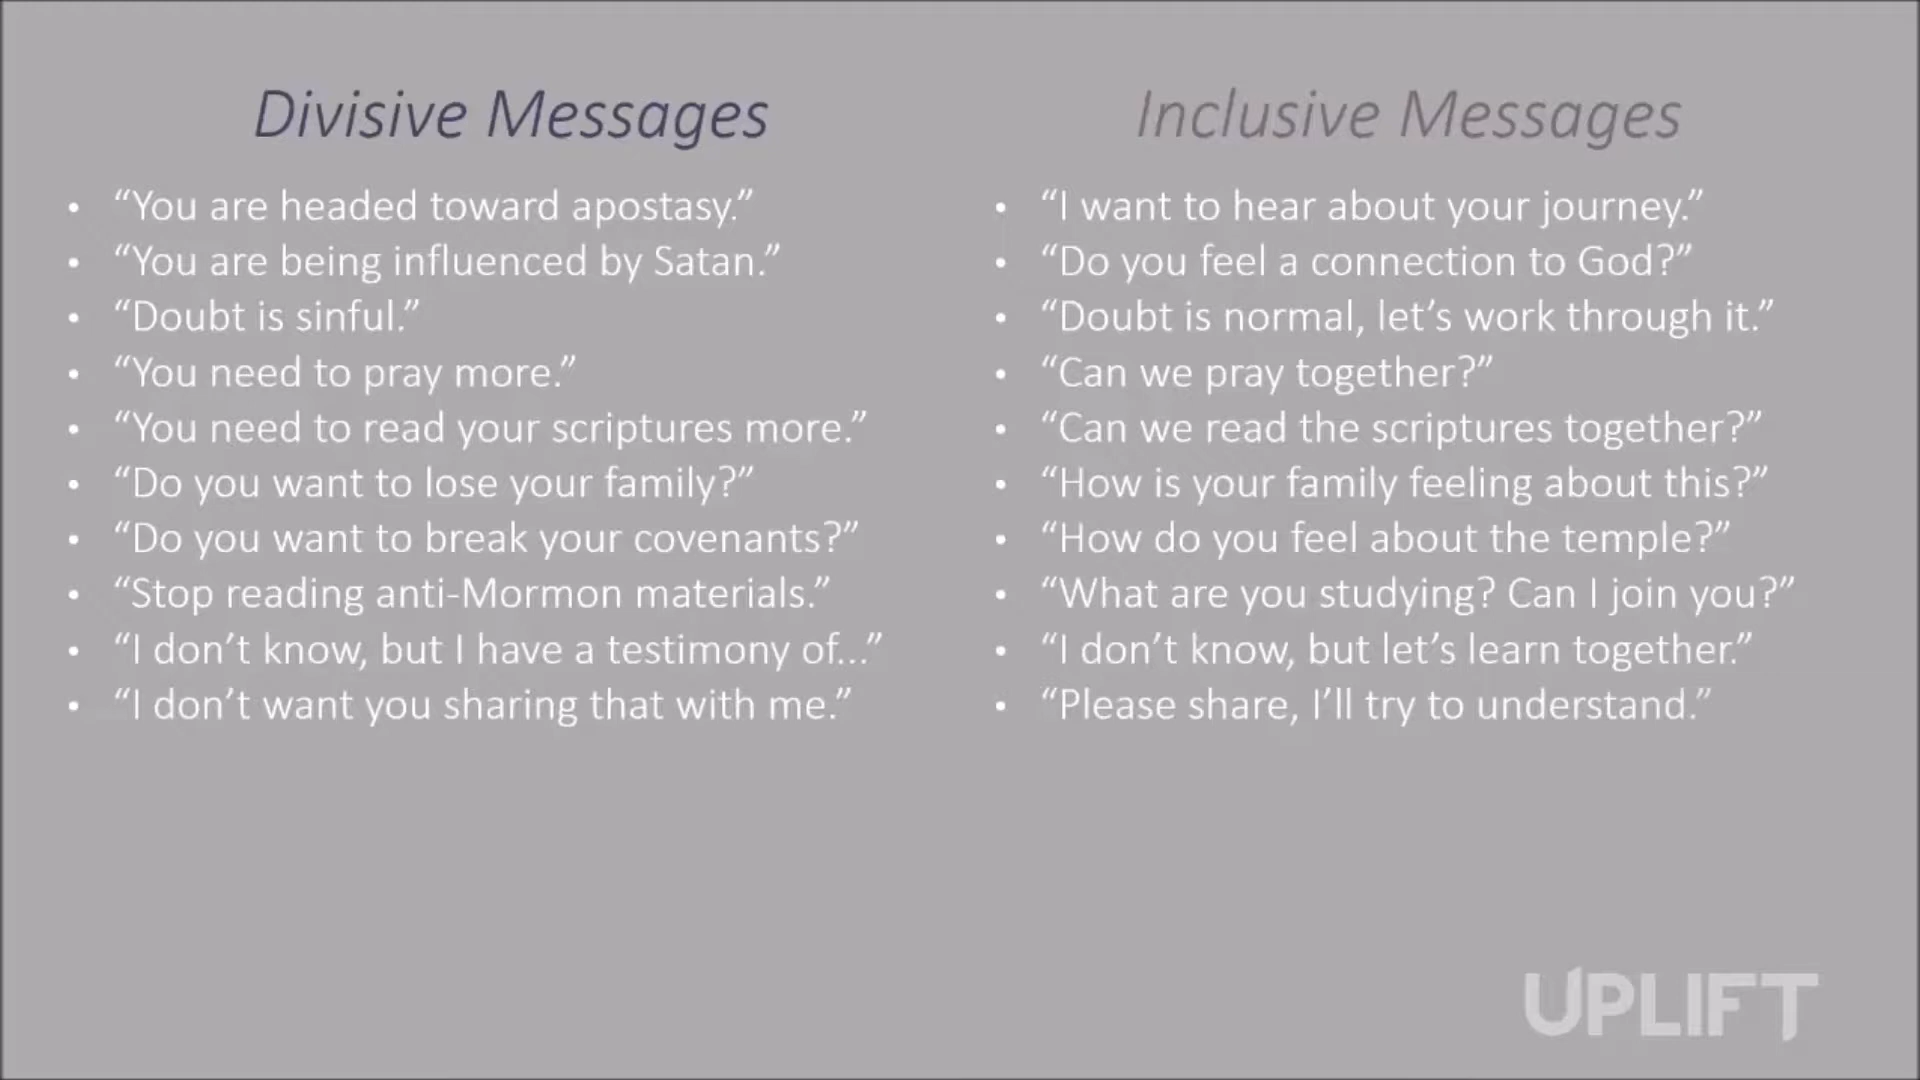 Divisive Messages
• “You are headed toward apostasy.”
• “You are being influenced by Satan.”
• “Doubt is sinful.”
• “You need to pray more.”
• “You need to read your scriptures more.”
• “Do you want to lose your family?”
• “Do you want to break your covenants?”
• “Stop reading anti-Mormon materials.”
• “I don’t know, but I have a testimony of...”
• “I don’t want you sharing that with me.”
Inclusive Messages
• “I want to hear about your journey.”
• “Do you feel a connection to God?”
• “Doubt is normal, let’s work through it.”
• “Can we pray together?”
• “Can we read the scriptures together?”
• “How is your family feeling about this?”
• “How do you feel about the temple?”
• “What are you studying? Can I join you?”
• “I don’t know, but let’s learn together.”
• “Please share, I’ll try to understand.”
UPLIFT